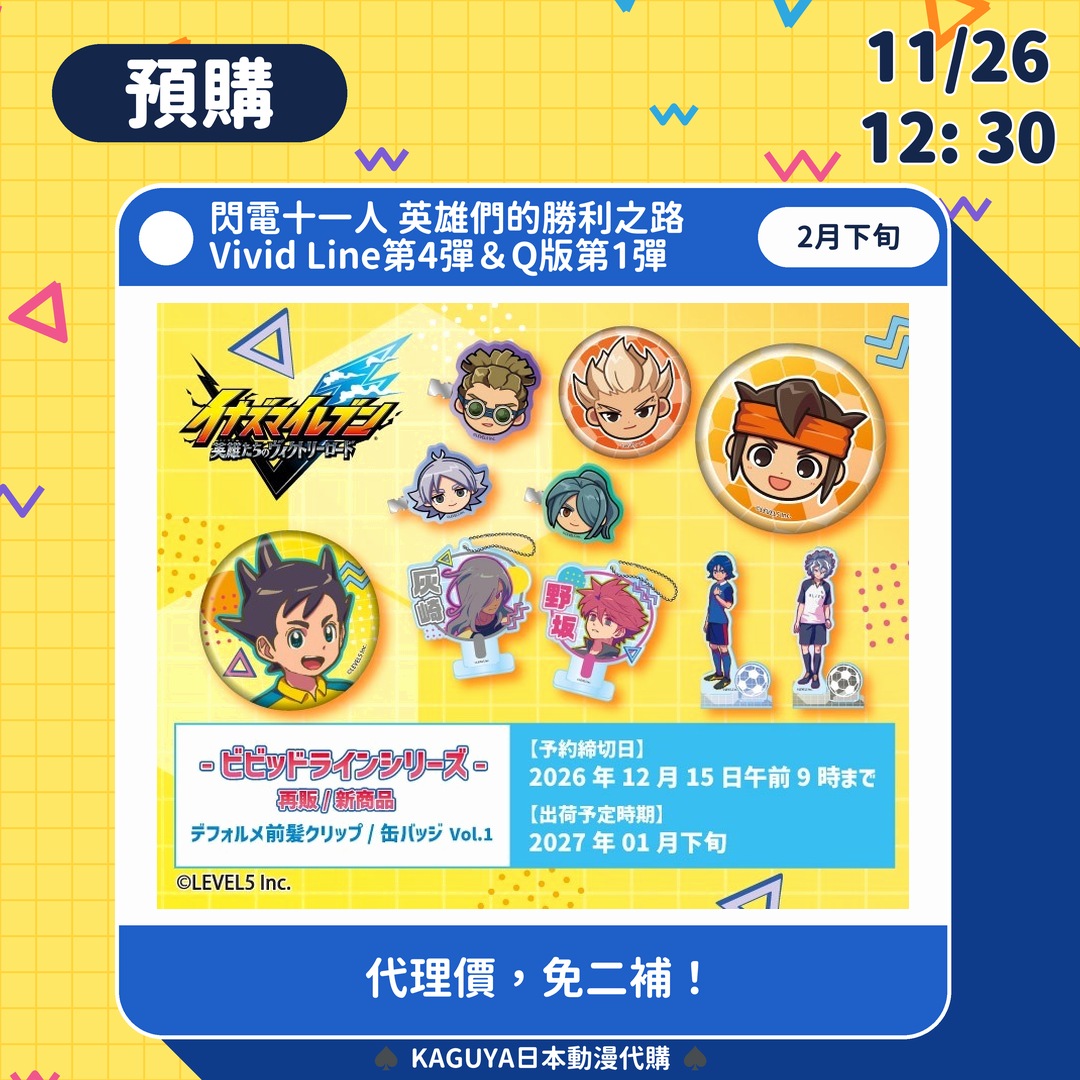 預購
11/26
12: 30
閃電十一人 英雄們的勝利之路
Vivid Line第4彈＆Q版第1彈
2月下旬
イナズマイレブン
英雄たちのヴィクトリーロード
灰崎
野坂
©LEVEL5 Inc.
- ビビッドラインシリーズ -
再販 / 新商品
デフォルメ前髪クリップ / 缶バッジ Vol.1
【予約締切日】
2026 年 12 月 15 日午前 9 時まで
【出荷予定時期】
2027 年 01 月下旬
©LEVEL5 Inc.
代理價，免二補！
♠ KAGUYA日本動漫代購 ♠